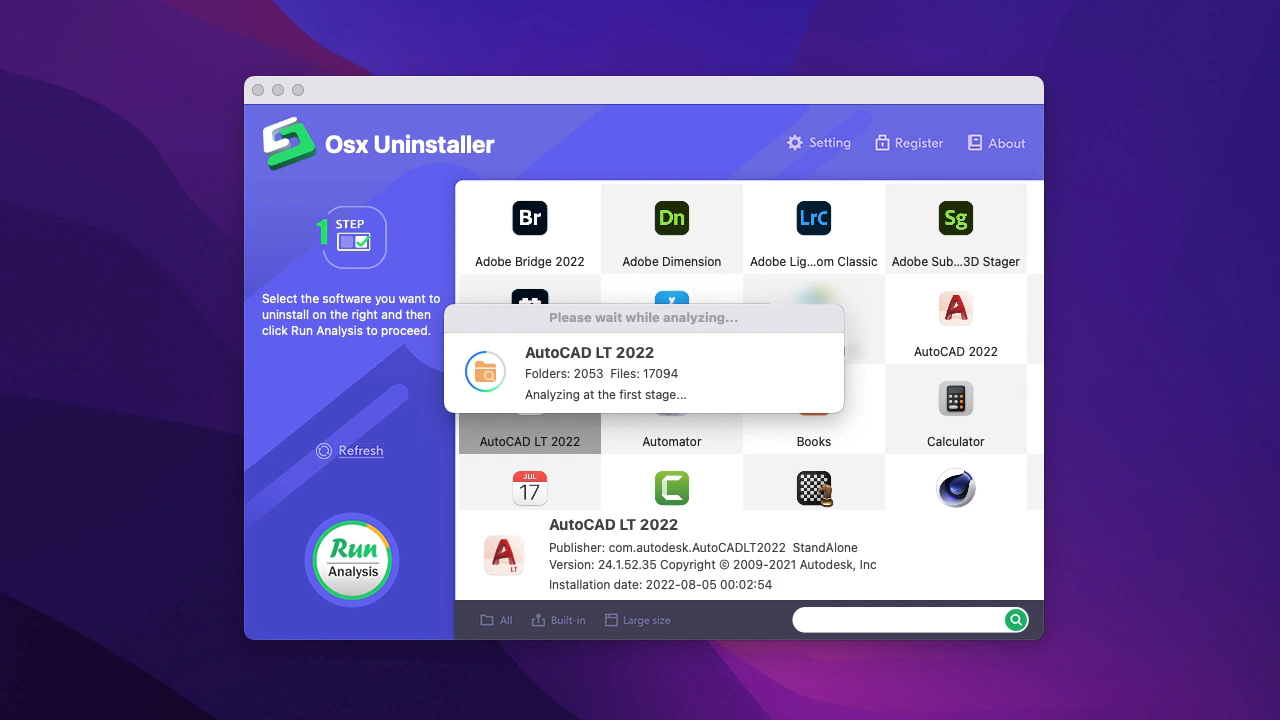 Osx Uninstaller
Setting
Register
About
1 STEP
Select the software you want to
uninstall on the right and then
click Run Analysis to proceed.
Refresh
Run
Analysis
Br
Dn
LrC
Sg
Adobe Bridge 2022
Adobe Dimension
Adobe Lig...om Classic
Adobe Sub...3D Stager
AutoCAD 2022
Please wait while analyzing...
AutoCAD LT 2022
Folders: 2053 Files: 17094
Analyzing at the first stage...
AutoCAD LT 2022
Automator
Books
Calculator
JUL
17
AutoCAD LT 2022
LT
Publisher: com.autodesk.AutoCADLT2022 StandAlone
Version: 24.1.52.35 Copyright © 2009-2021 Autodesk, Inc
Installation date: 2022-08-05 00:02:54
All
Built-in
Large size